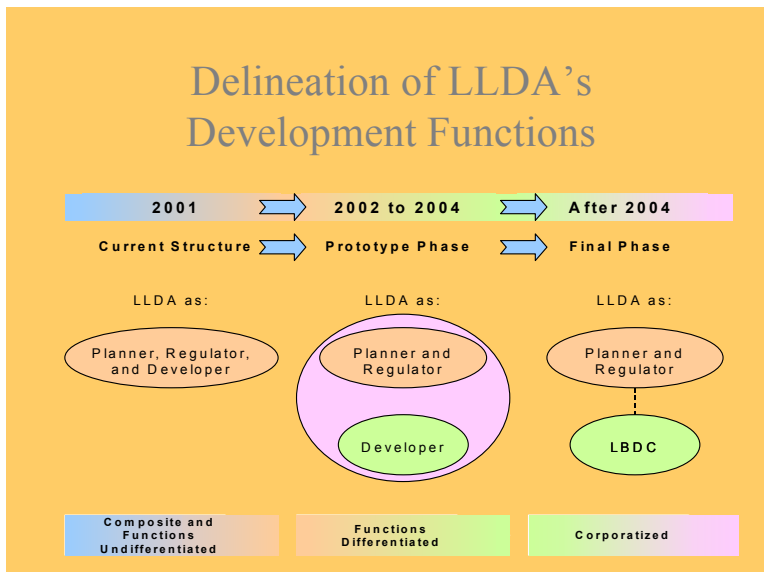 Delineation of LLDA's
Development Functions
2001
2002 to 2004
After 2004
Current Structure
Prototype Phase
Final Phase
LLDA as:
LLDA as:
LLDA as:
Planner, Regulator,
and Developer
Planner and
Regulator
Planner and
Regulator
Developer
LBDC
Composite and
Functions
Undifferentiated
Functions
Differentiated
Corporatized